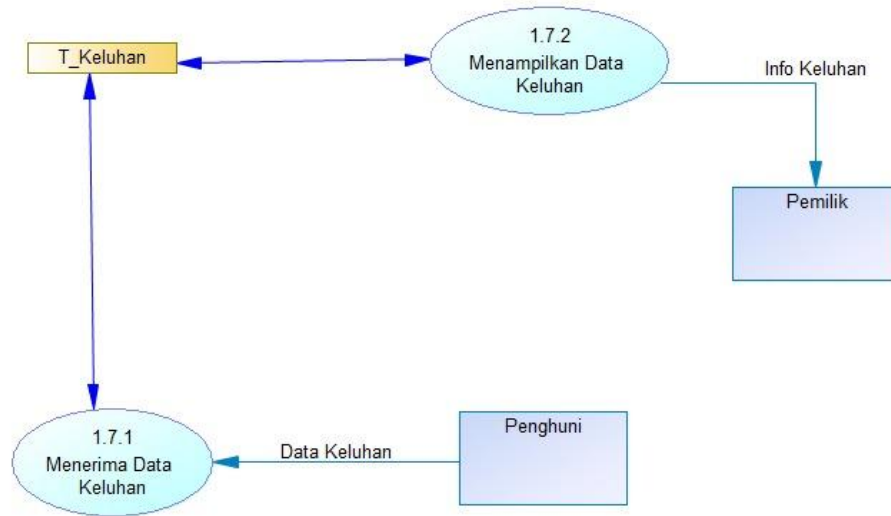 T_Keluhan
1.7.2
Menampilkan Data
Keluhan
Info Keluhan
Pemilik
1.7.1
Menerima Data
Keluhan
Data Keluhan
Penghuni